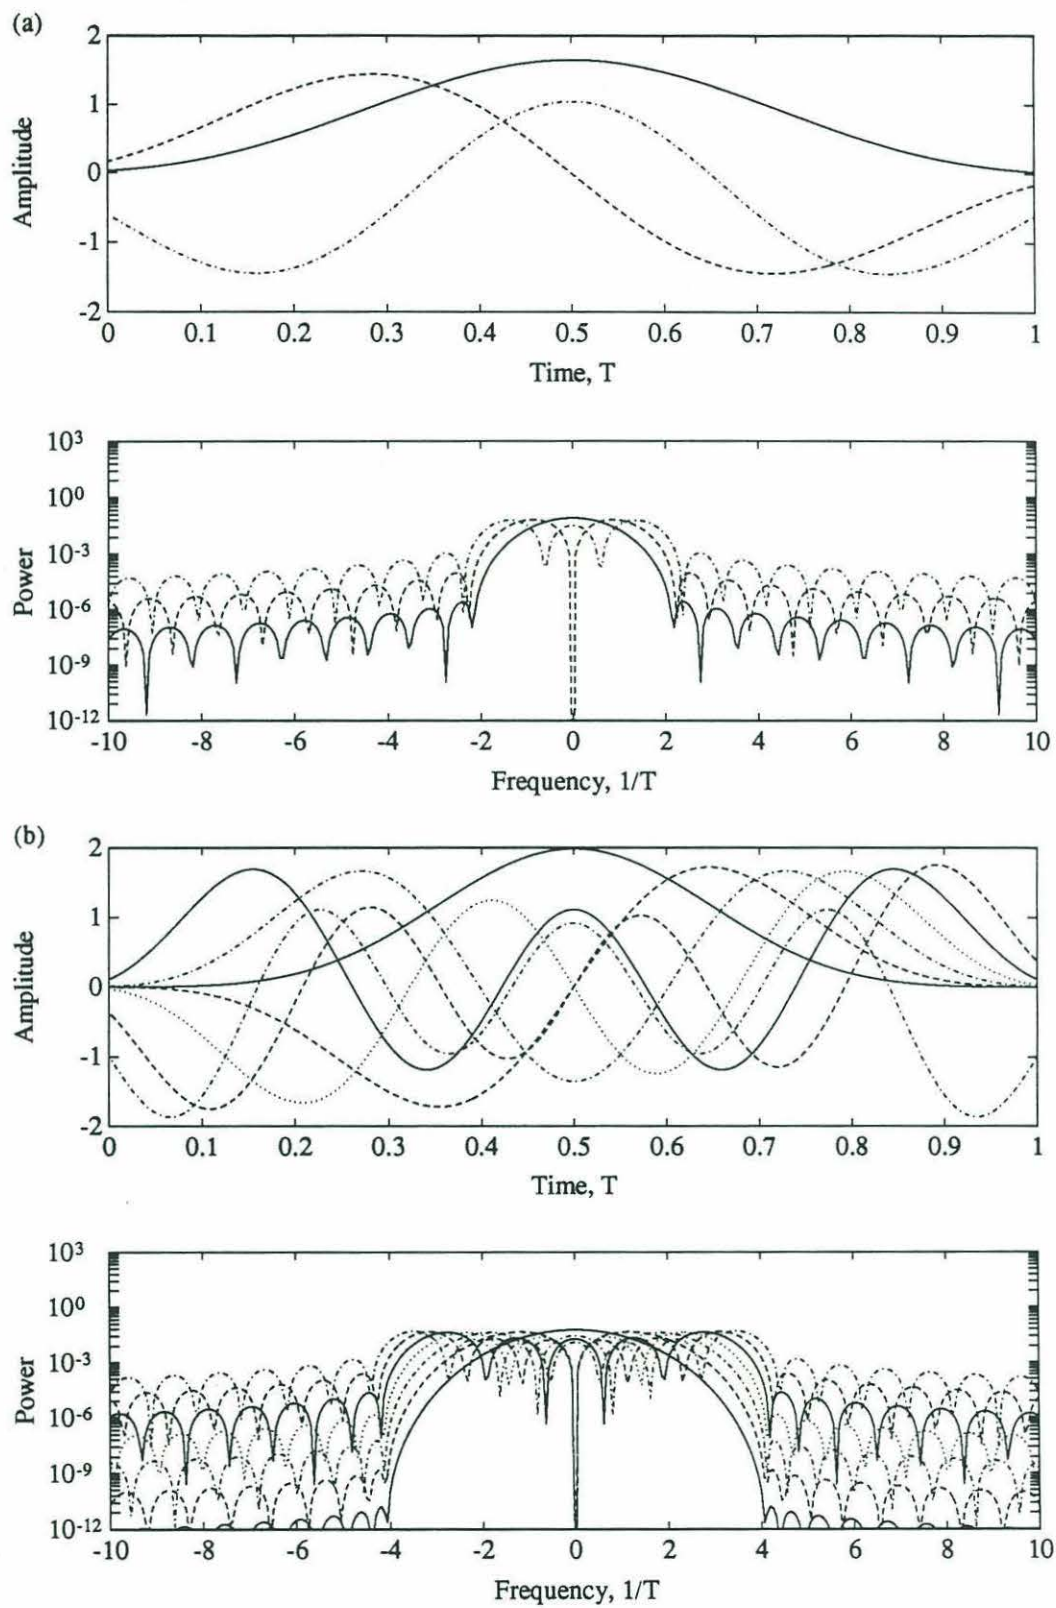 (a)
2
1
0
-1
-2
Amplitude
0 0.1 0.2 0.3 0.4 0.5 0.6 0.7 0.8 0.9 1
Time, T
10³
10⁰
10⁻³
10⁻⁶
10⁻⁹
10⁻¹²
Power
-10 -8 -6 -4 -2 0 2 4 6 8 10
Frequency, 1/T
(b)
2
1
0
-1
-2
Amplitude
0 0.1 0.2 0.3 0.4 0.5 0.6 0.7 0.8 0.9 1
Time, T
10³
10⁰
10⁻³
10⁻⁶
10⁻⁹
10⁻¹²
Power
-10 -8 -6 -4 -2 0 2 4 6 8 10
Frequency, 1/T